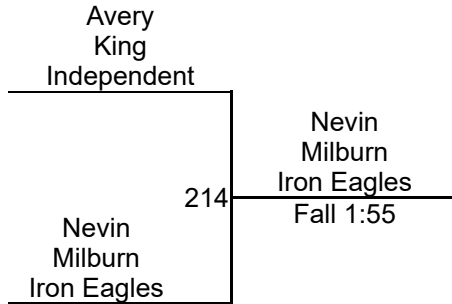 Avery
King
Independent
214
Nevin
Milburn
Iron Eagles
Nevin
Milburn
Iron Eagles
Fall 1:55